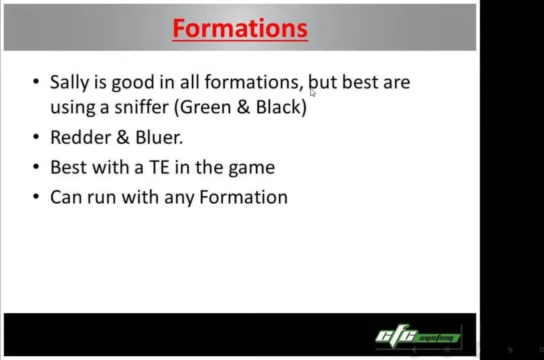 Formations
• Sally is good in all formations, but best are
using a sniffer (Green & Black)
• Redder & Bluer.
• Best with a TE in the game
• Can run with any Formation
cfc